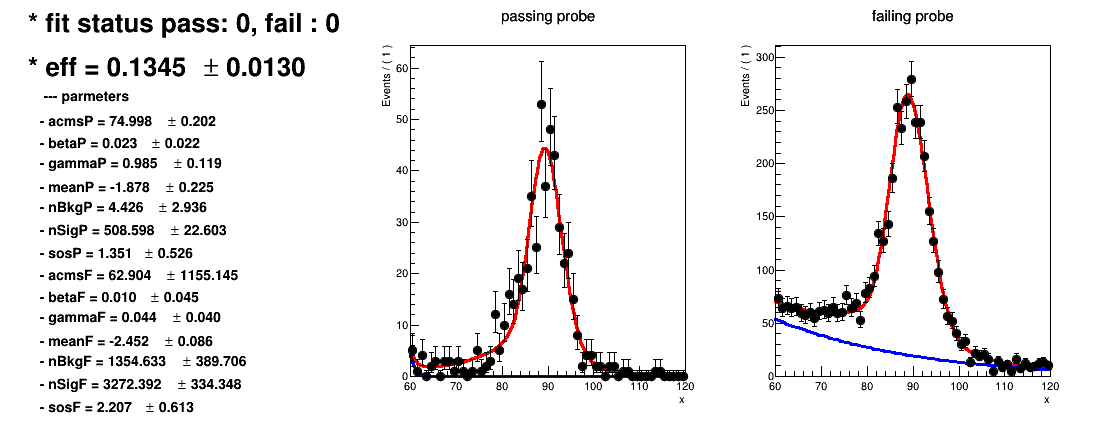 * fit status pass: 0, fail : 0
* eff = 0.1345 ± 0.0130
--- parmeters
- acmsP = 74.998 ± 0.202
- betaP = 0.023 ± 0.022
- gammaP = 0.985 ± 0.119
- meanP = -1.878 ± 0.225
- nBkgP = 4.426 ± 2.936
- nSigP = 508.598 ± 22.603
- sosP = 1.351 ± 0.526
- acmsF = 62.904 ± 1155.145
- betaF = 0.010 ± 0.045
- gammaF = 0.044 ± 0.040
- meanF = -2.452 ± 0.086
- nBkgF = 1354.633 ± 389.706
- nSigF = 3272.392 ± 334.348
- sosF = 2.207 ± 0.613
passing probe
Events / ( 1 )
60
50
40
30
20
10
0
60 70 80 90 100 110 120
x
failing probe
Events / ( 1 )
300
250
200
150
100
50
0
60 70 80 90 100 110 120
x